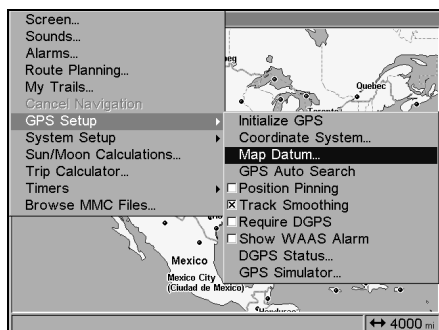 Screen...
Sounds...
Alarms...
Route Planning...
My Trails...
Cancel Navigation
GPS Setup
System Setup
Sun/Moon Calculations...
Trip Calculator...
Timers
Browse MMC Files...
Initialize GPS
Coordinate System...
Map Datum...
GPS Auto Search
Position Pinning
Track Smoothing
Require DGPS
Show WAAS Alarm
DGPS Status...
GPS Simulator...
Quebec
Mexico
Mexico City
(Ciudad de Mexico)
4000 mi